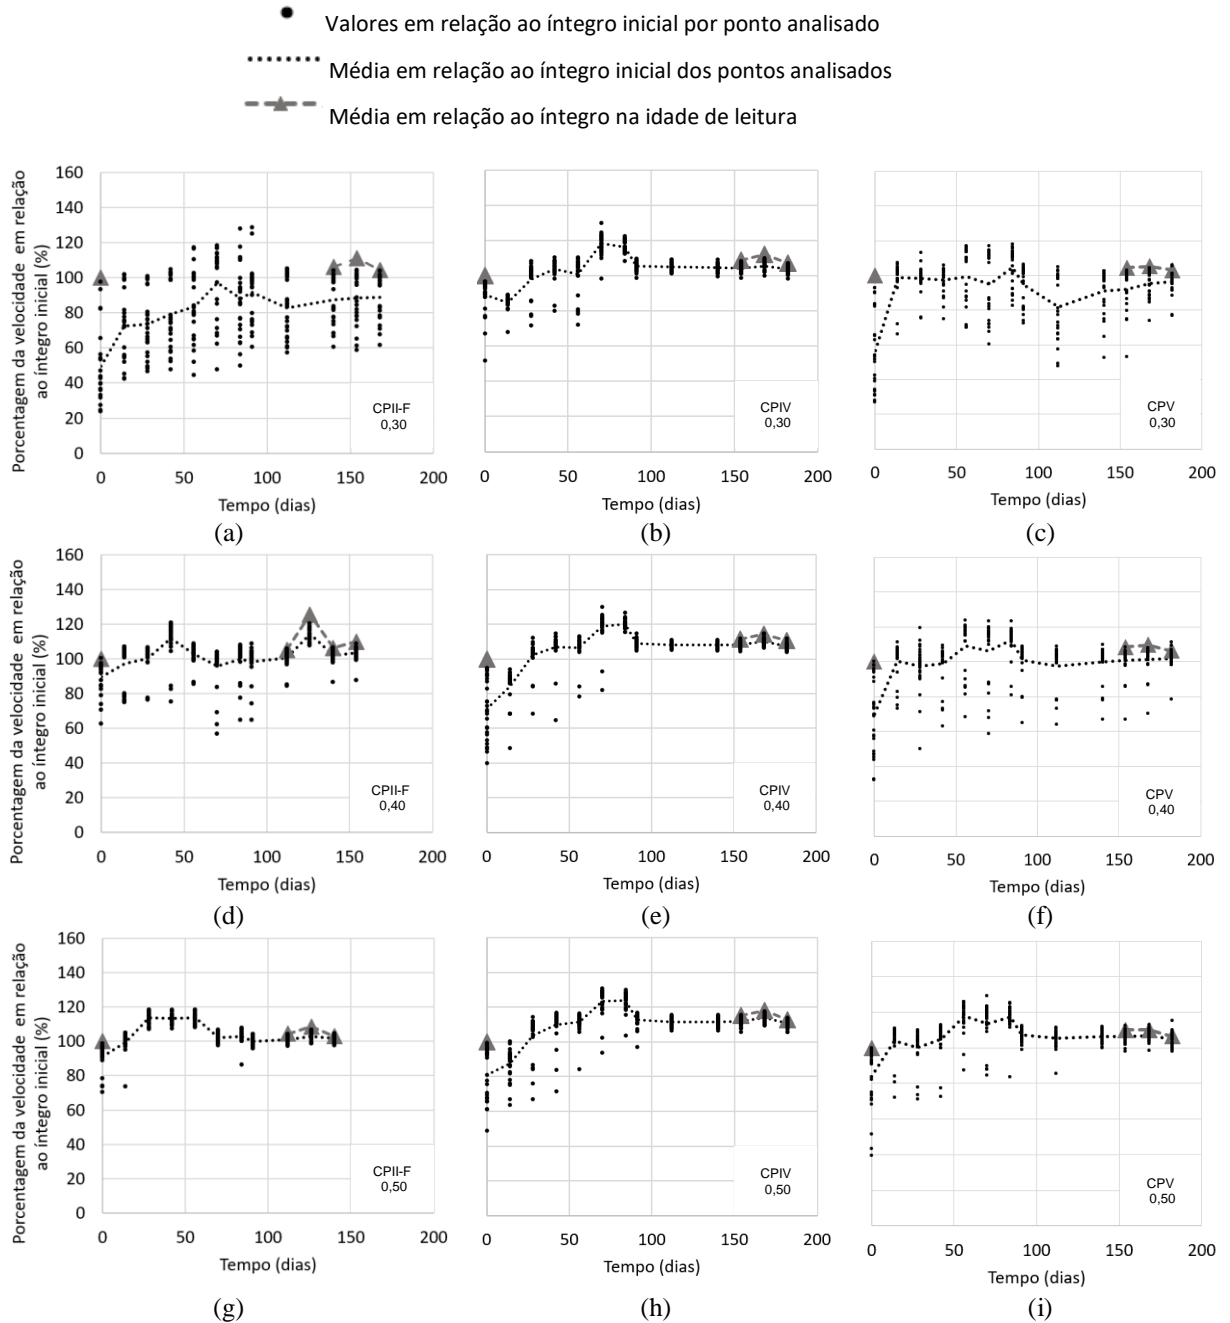 Valores em relação ao íntegro inicial por ponto analisado
Média em relação ao íntegro inicial dos pontos analisados
Média em relação ao íntegro na idade de leitura
Porcentagem da velocidade em relação
ao íntegro inicial (%)
160
140
120
100
80
60
40
20
0
0 50 100 150 200
Tempo (dias)
CPII-F
0,30
(a)
0 50 100 150 200
Tempo (dias)
CPIV
0,30
(b)
0 50 100 150 200
Tempo (dias)
CPV
0,30
(c)
Porcentagem da velocidade em relação
ao íntegro inicial (%)
160
140
120
100
80
60
40
20
0
0 50 100 150 200
Tempo (dias)
CPII-F
0,40
(d)
0 50 100 150 200
Tempo (dias)
CPIV
0,40
(e)
0 50 100 150 200
Tempo (dias)
CPV
0,40
(f)
Porcentagem da velocidade em relação
ao íntegro inicial (%)
160
140
120
100
80
60
40
20
0
0 50 100 150 200
Tempo (dias)
CPII-F
0,50
(g)
0 50 100 150 200
Tempo (dias)
CPIV
0,50
(h)
0 50 100 150 200
Tempo (dias)
CPV
0,50
(i)